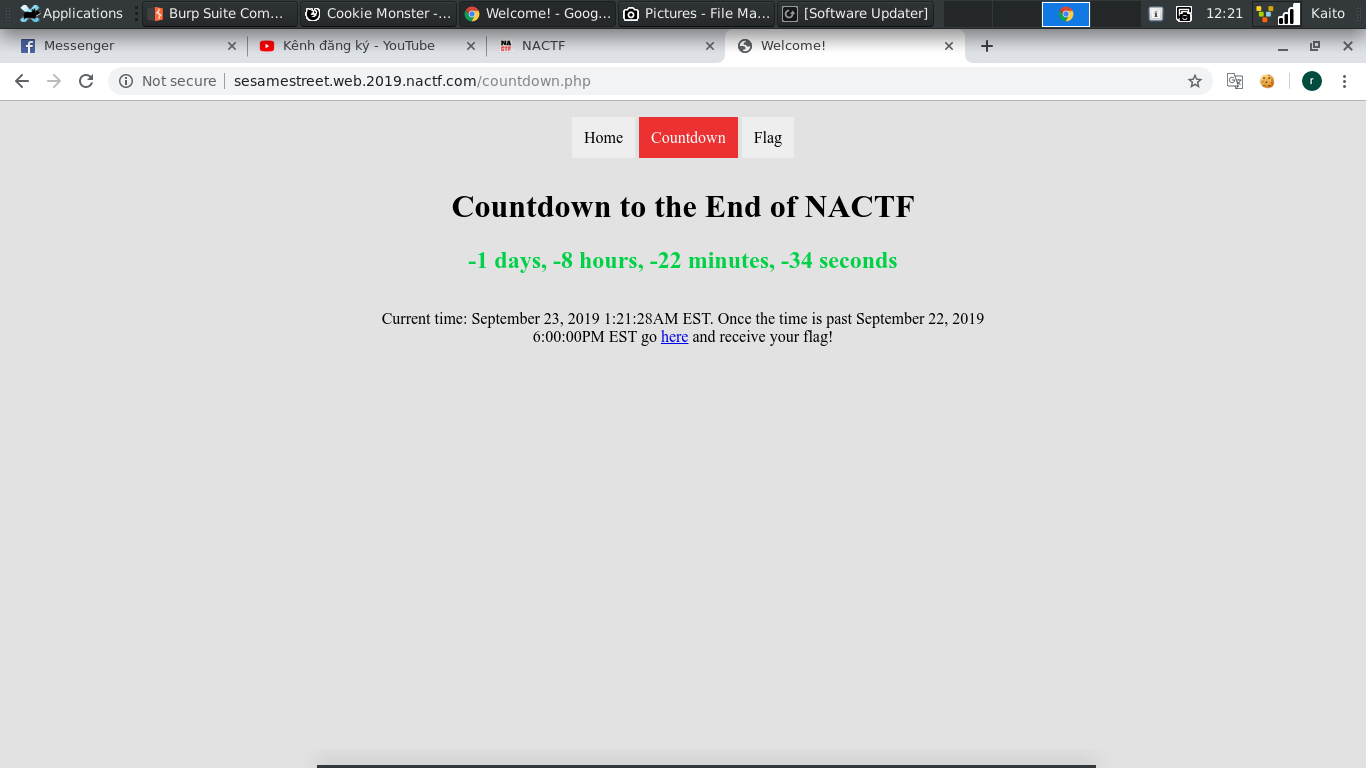 Applications Burp Suite Com... Cookie Monster -... Welcome! - Goog... Pictures - File Ma... [Software Updater] 12:21 Kaito
Messenger Kênh đăng ký - YouTube NACTF Welcome!
Not secure sesamestreet.web.2019.nactf.com/countdown.php r
Home Countdown Flag
Countdown to the End of NACTF
-1 days, -8 hours, -22 minutes, -34 seconds
Current time: September 23, 2019 1:21:28AM EST. Once the time is past September 22, 2019
6:00:00PM EST go here and receive your flag!